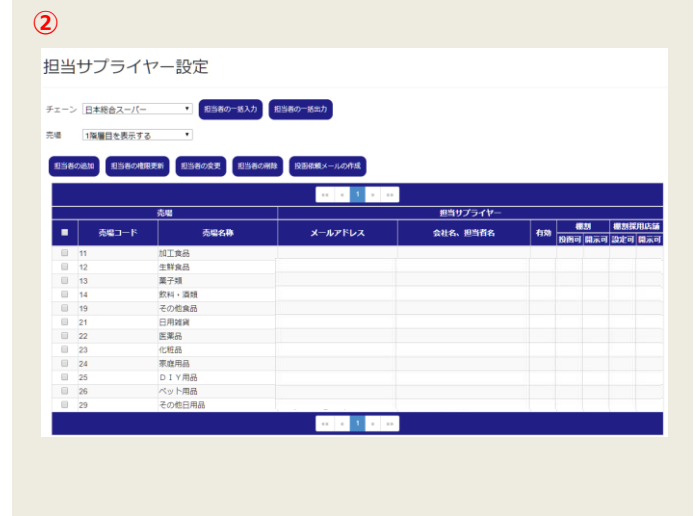 ②
担当サプライヤー設定
チェーン 日本総合スーパー 担当者の一括入力 担当者の一括出力
売場 1階層目を表示する
担当者の追加 担当者の権限更新 担当者の変更 担当者の削除 投函依頼メールの作成
«« « 1 » »»
売場 担当サプライヤー
売場コード 売場名称 メールアドレス 会社名、担当者名 有効 棚割 棚割採用店舗
投函可 開示可 設定可 開示可
11 加工食品
12 生鮮食品
13 菓子類
14 飲料・酒類
19 その他食品
21 日用雑貨
22 医薬品
23 化粧品
24 家庭用品
25 DIY用品
26 ペット用品
29 その他日用品
«« « 1 » »»